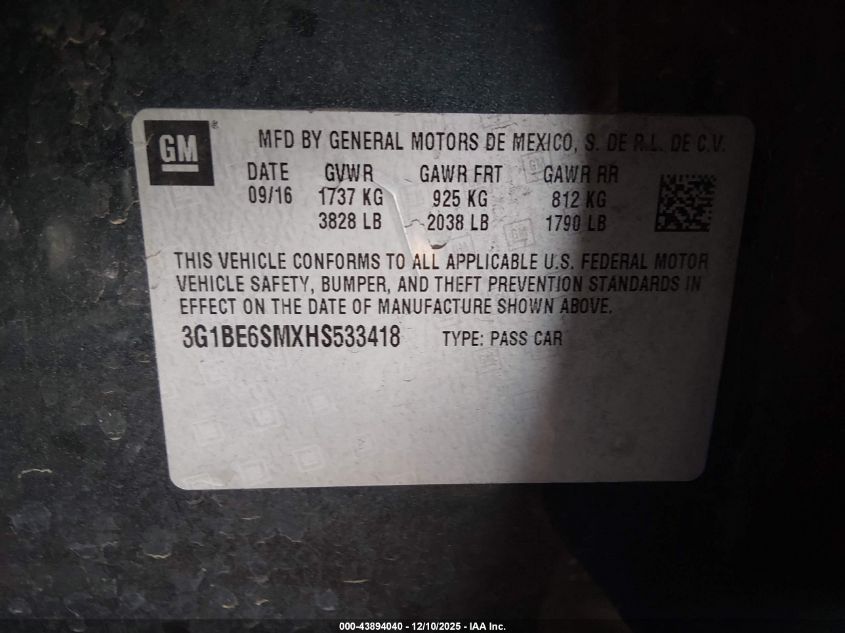 GM
MFD BY GENERAL MOTORS DE MEXICO, S. DE R.L. DE C.V.
DATE GVWR GAWR FRT GAWR RR
09/16 1737 KG 925 KG 812 KG
3828 LB 2038 LB 1790 LB
THIS VEHICLE CONFORMS TO ALL APPLICABLE U.S. FEDERAL MOTOR
VEHICLE SAFETY, BUMPER, AND THEFT PREVENTION STANDARDS IN
EFFECT ON THE DATE OF MANUFACTURE SHOWN ABOVE.
3G1BE6SMXHS533418 TYPE: PASS CAR
000-43894040 - 12/10/2025 - IAA Inc.